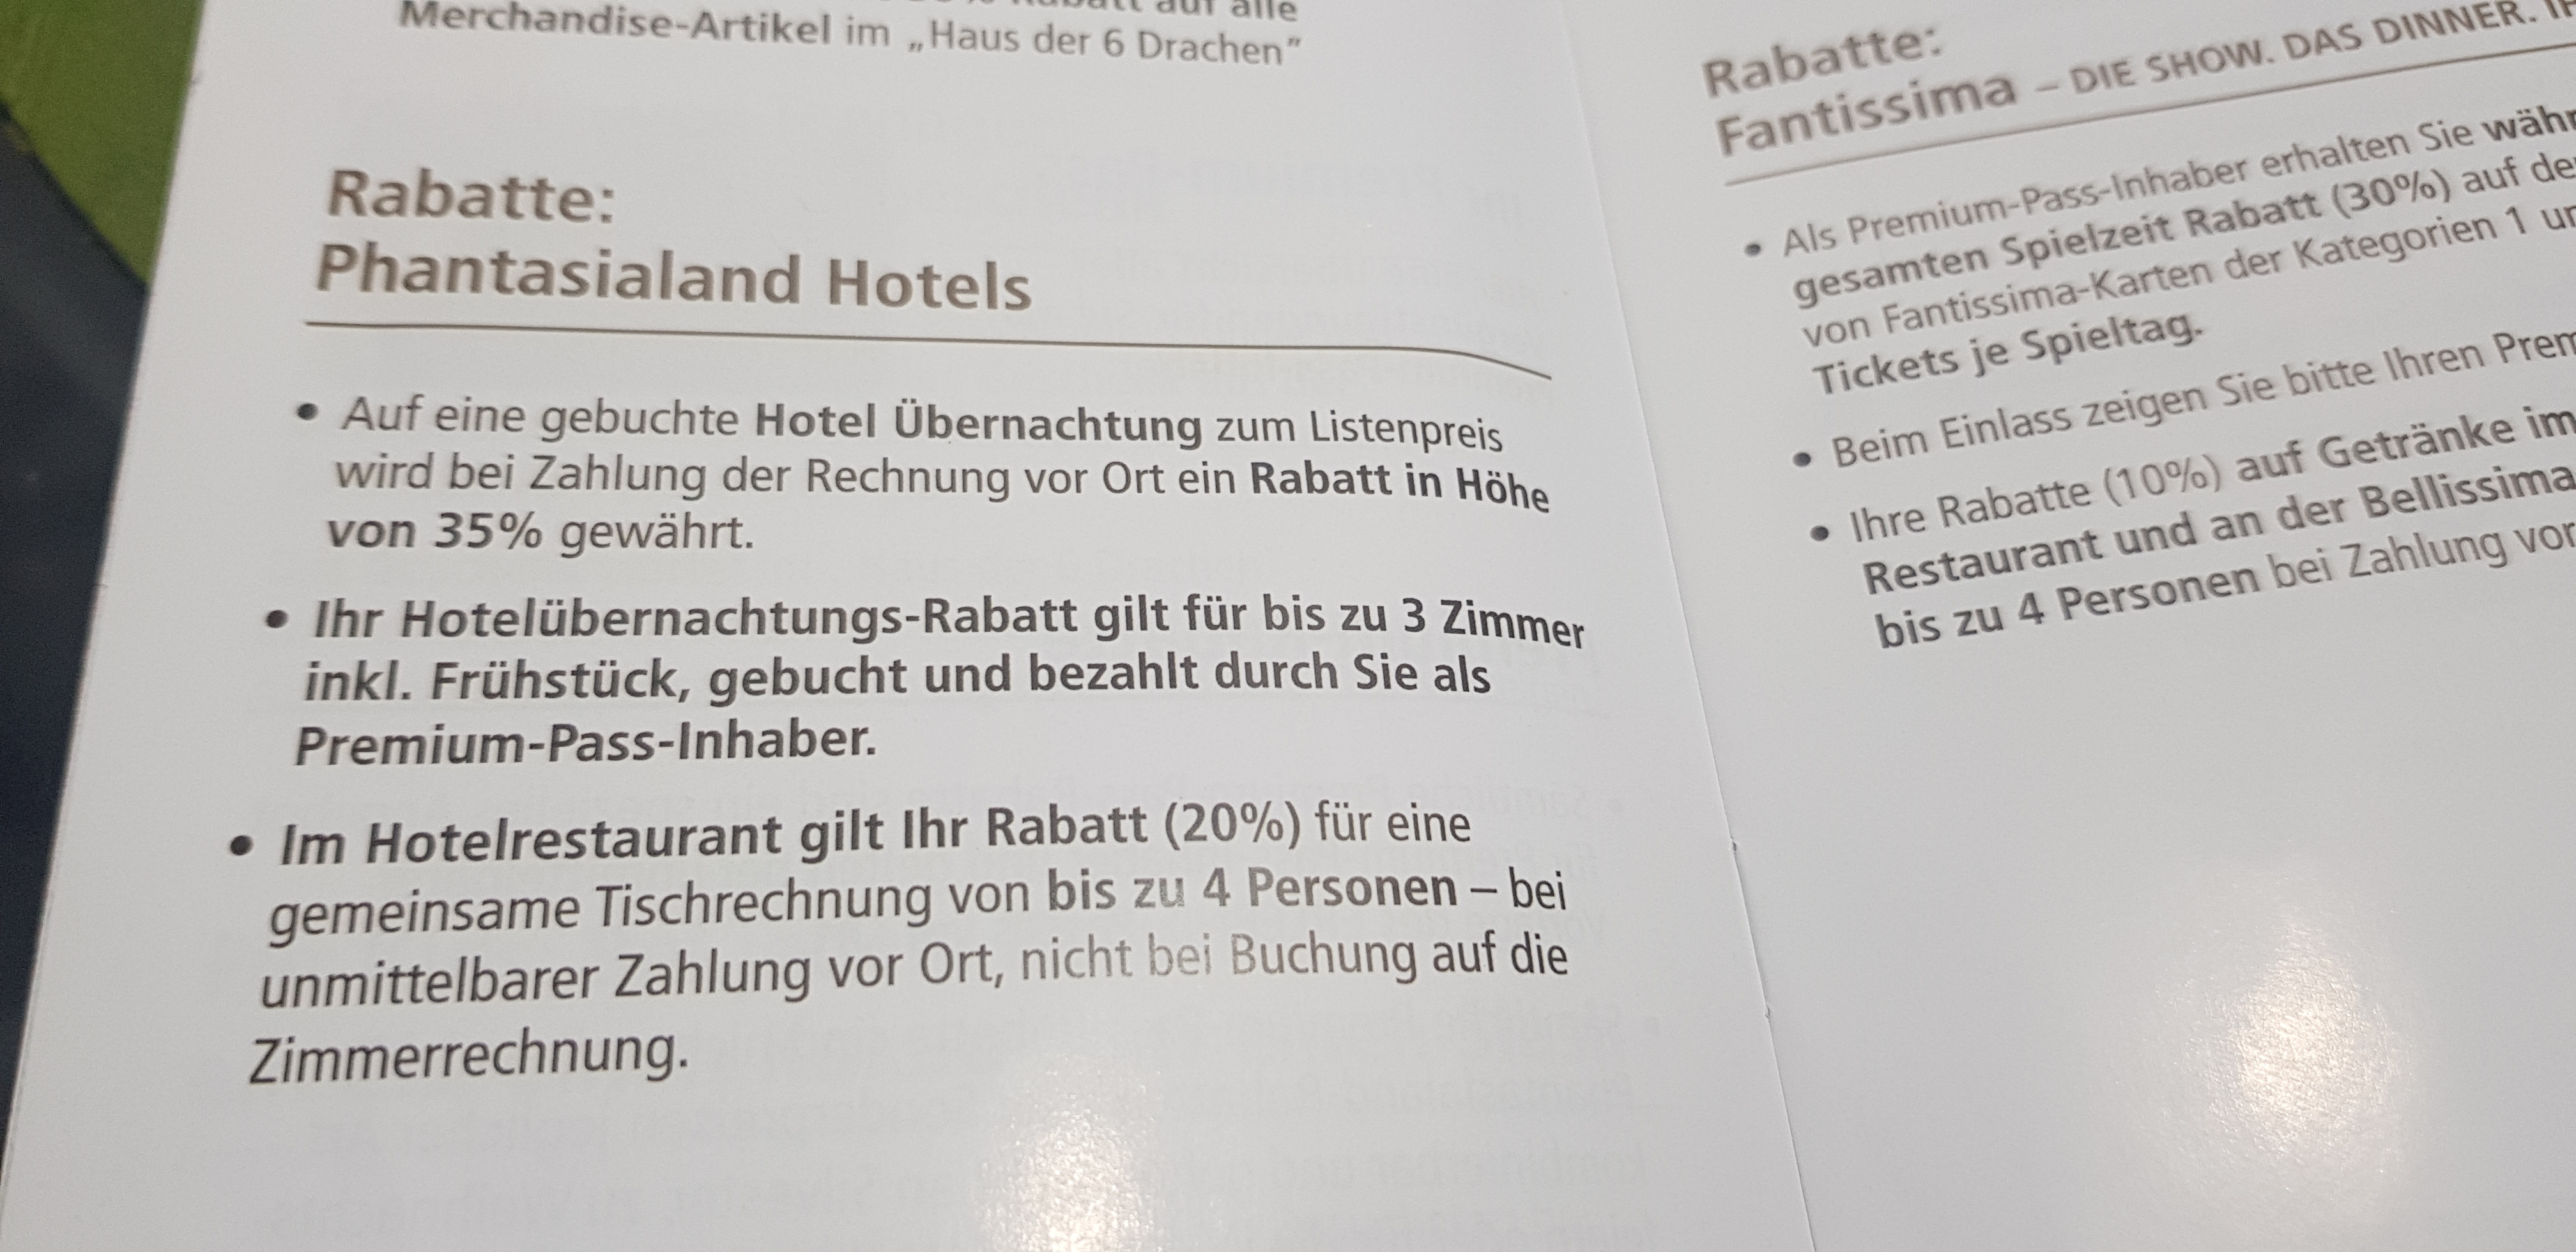 Rabatt auf alle
Merchandise-Artikel im „Haus der 6 Drachen“
Rabatte:
Phantasialand Hotels
• Auf eine gebuchte Hotel Übernachtung zum Listenpreis
wird bei Zahlung der Rechnung vor Ort ein Rabatt in Höhe
von 35% gewährt.
• Ihr Hotelübernachtungs-Rabatt gilt für bis zu 3 Zimmer
inkl. Frühstück, gebucht und bezahlt durch Sie als
Premium-Pass-Inhaber.
• Im Hotelrestaurant gilt Ihr Rabatt (20%) für eine
gemeinsame Tischrechnung von bis zu 4 Personen – bei
unmittelbarer Zahlung vor Ort, nicht bei Buchung auf die
Zimmerrechnung.
Rabatte:
Fantissima – DIE SHOW. DAS DINNER.
• Als Premium-Pass-Inhaber erhalten Sie
gesamten Spielzeit Rabatt (30%) auf
von Fantissima-Karten der Kategorien 1
Tickets je Spieltag.
• Beim Einlass zeigen Sie bitte Ihren
• Ihre Rabatte (10%) auf Getränke im
Restaurant und an der Bellissima
bis zu 4 Personen bei Zahlung vor